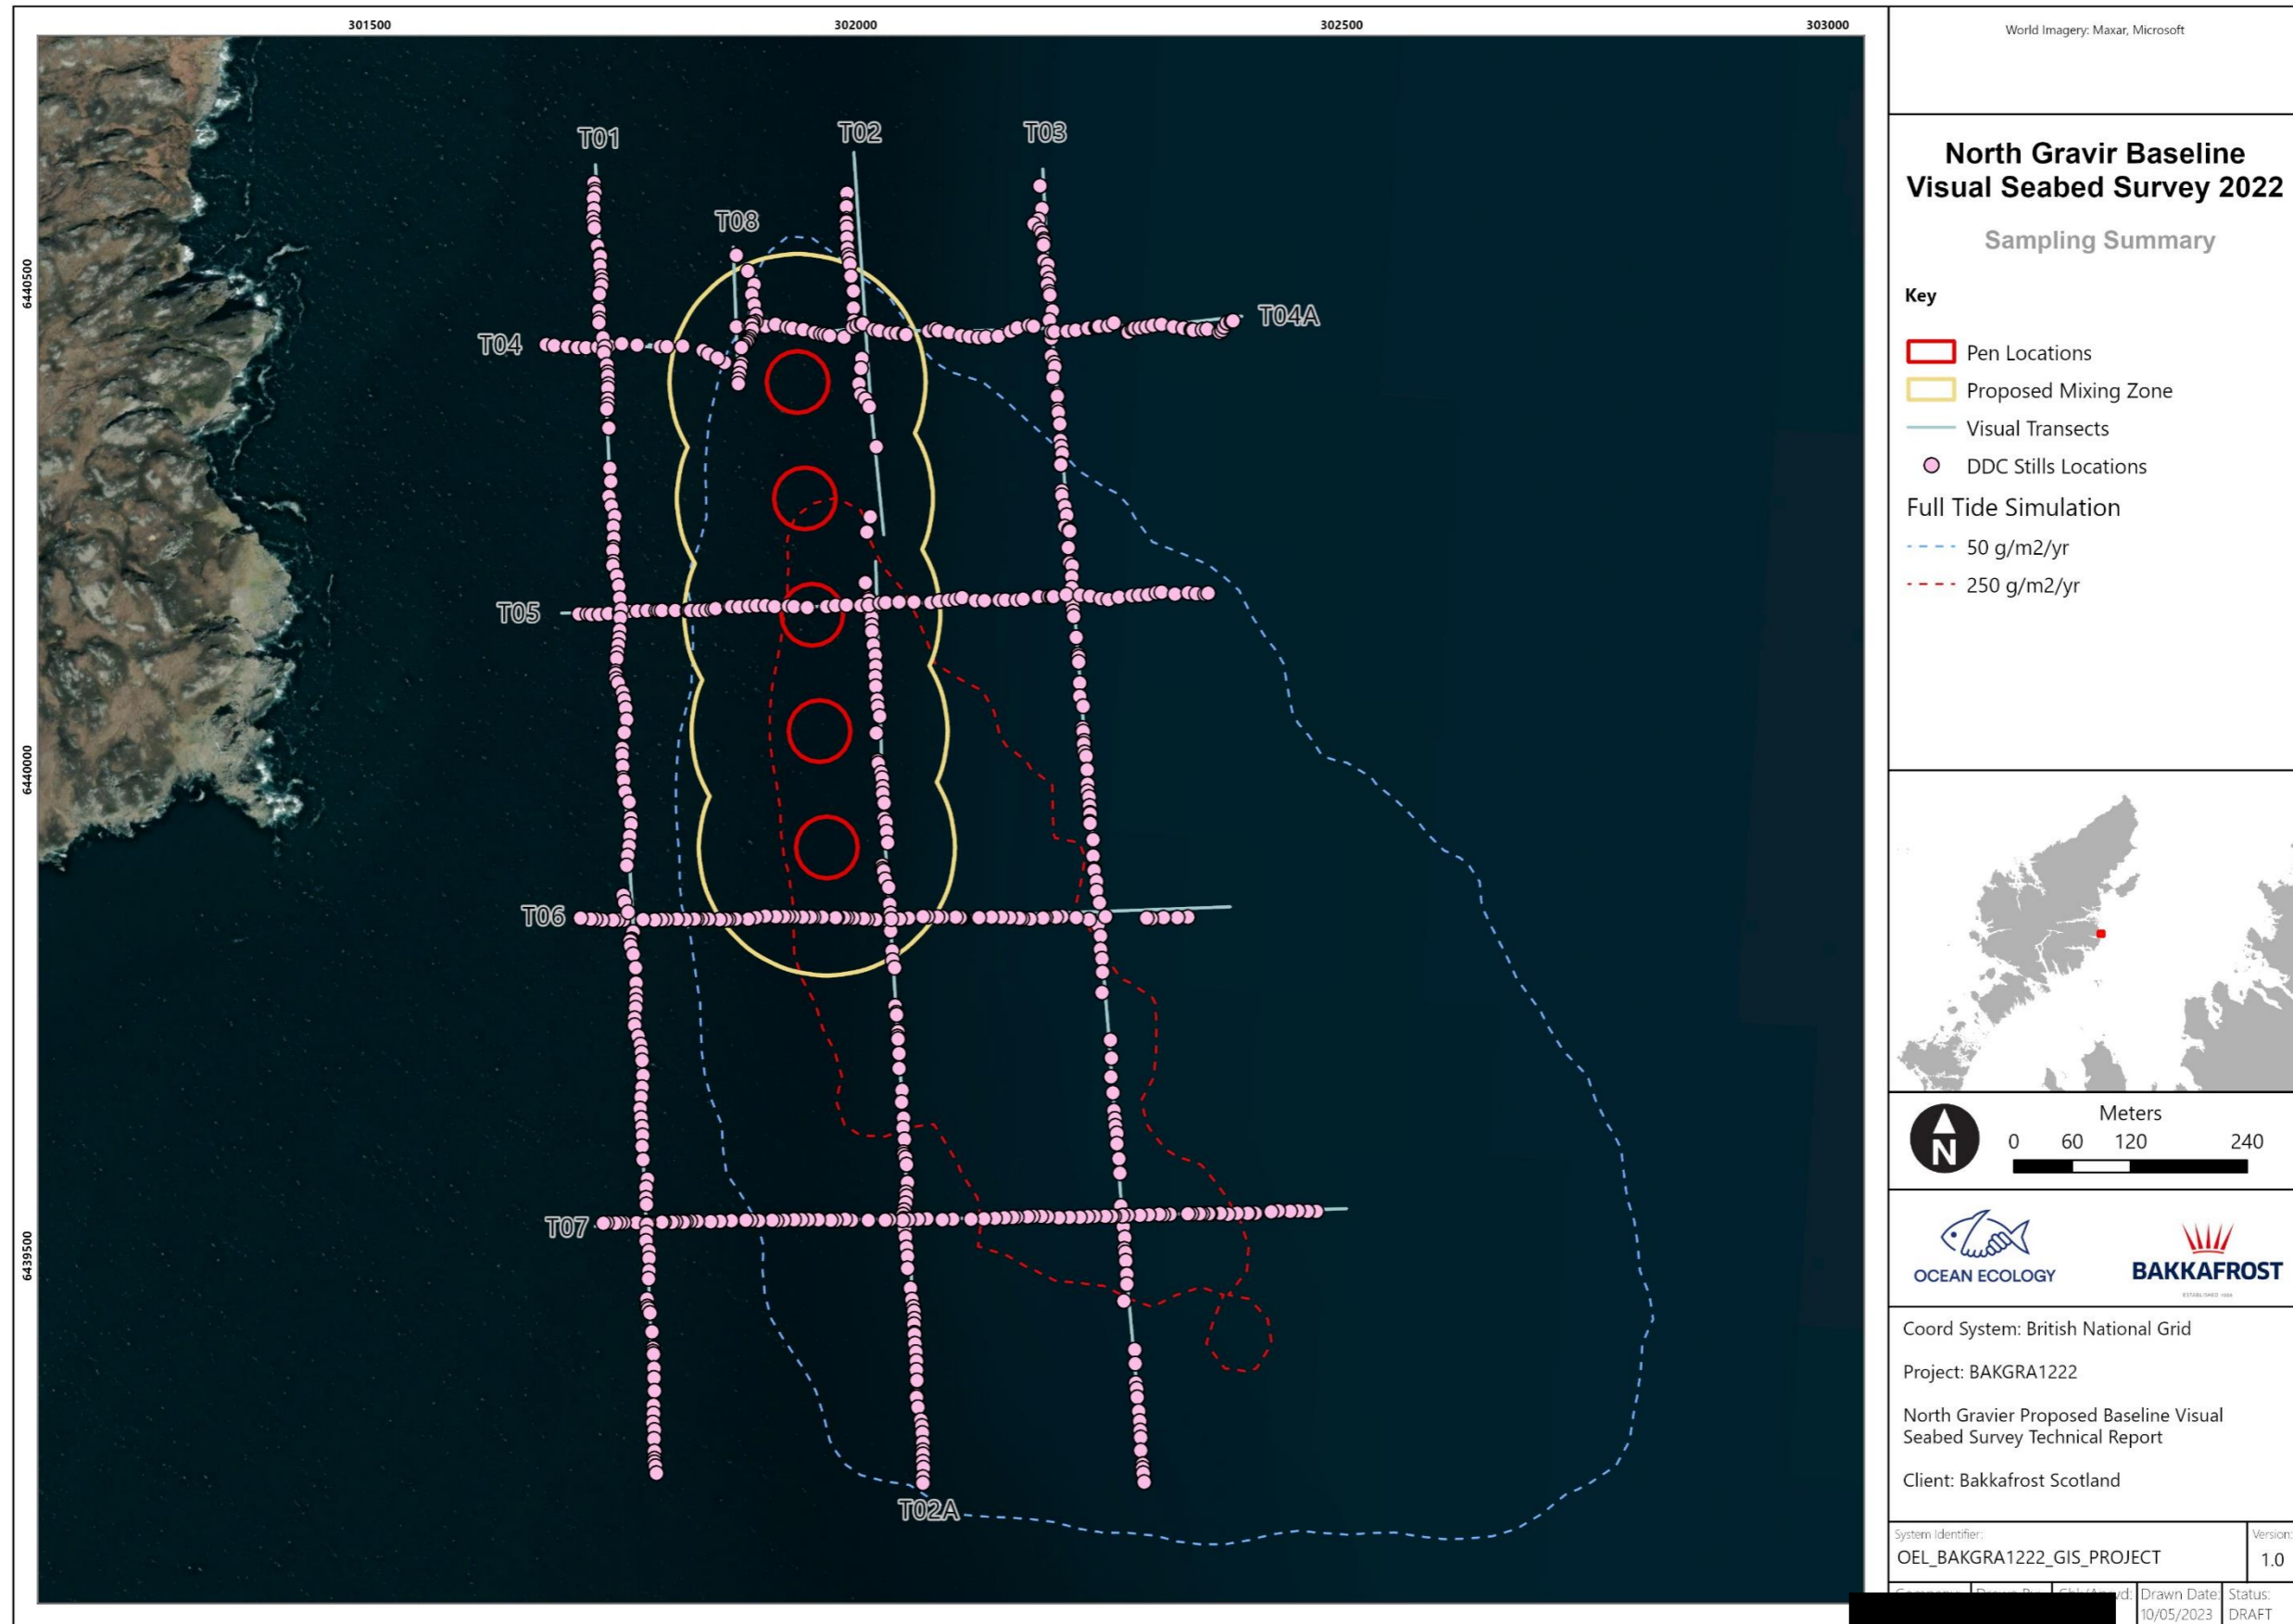 301500
302000
302500
303000
6440500
6440000
6439500
T01
T02
T03
T08
T04
T04A
T05
T06
T07
T02A
World Imagery: Maxar, Microsoft
North Gravir Baseline
Visual Seabed Survey 2022
Sampling Summary
Key
Pen Locations
Proposed Mixing Zone
Visual Transects
DDC Stills Locations
Full Tide Simulation
50 g/m2/yr
250 g/m2/yr
N
Meters
0 60 120 240
OCEAN ECOLOGY
BAKKAFROST
Coord System: British National Grid
Project: BAKGRA1222
North Gravier Proposed Baseline Visual
Seabed Survey Technical Report
Client: Bakkafrost Scotland
System Identifier:
OEL_BAKGRA1222_GIS_PROJECT
Version:
1.0
Drawn Date:
10/05/2023
Status:
DRAFT